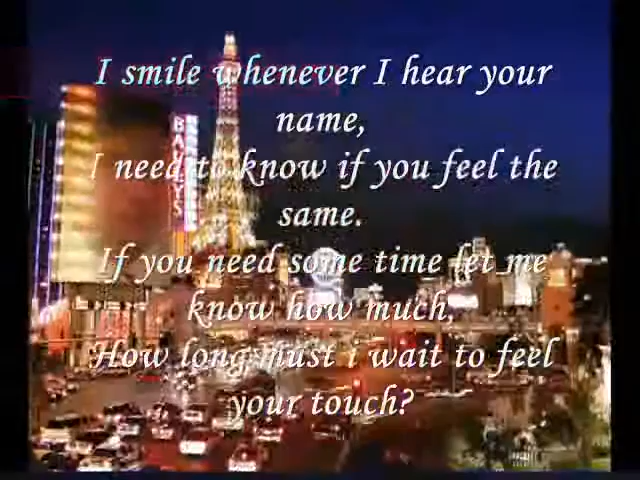 I smile whenever I hear your
name,
I need to know if you feel the
same.
If you need some time let me
know how much,
How long must i wait to feel
your touch?
BALLYS